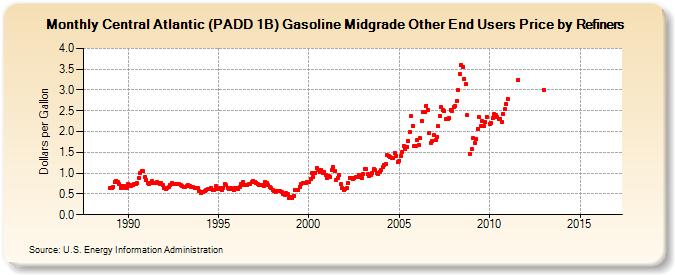 Monthly Central Atlantic (PADD 1B) Gasoline Midgrade Other End Users Price by Refiners
Dollars per Gallon
4.0
3.5
3.0
2.5
2.0
1.5
1.0
0.5
0.0
1990 1995 2000 2005 2010 2015
Source: U.S. Energy Information Administration